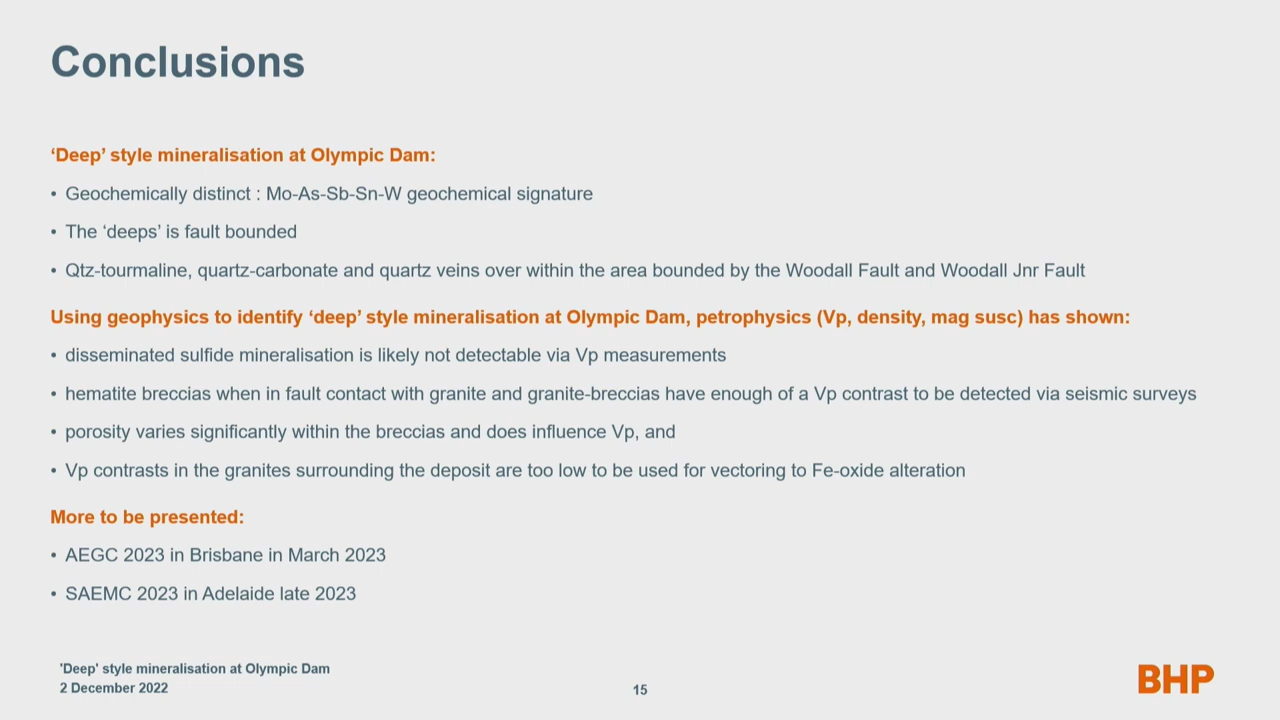 Conclusions
‘Deep’ style mineralisation at Olympic Dam:
• Geochemically distinct : Mo-As-Sb-Sn-W geochemical signature
• The ‘deeps’ is fault bounded
• Qtz-tourmaline, quartz-carbonate and quartz veins over within the area bounded by the Woodall Fault and Woodall Jnr Fault
Using geophysics to identify ‘deep’ style mineralisation at Olympic Dam, petrophysics (Vp, density, mag susc) has shown:
• disseminated sulfide mineralisation is likely not detectable via Vp measurements
• hematite breccias when in fault contact with granite and granite-breccias have enough of a Vp contrast to be detected via seismic surveys
• porosity varies significantly within the breccias and does influence Vp, and
• Vp contrasts in the granites surrounding the deposit are too low to be used for vectoring to Fe-oxide alteration
More to be presented:
• AEGC 2023 in Brisbane in March 2023
• SAEMC 2023 in Adelaide late 2023
'Deep' style mineralisation at Olympic Dam
2 December 2022
15
BHP